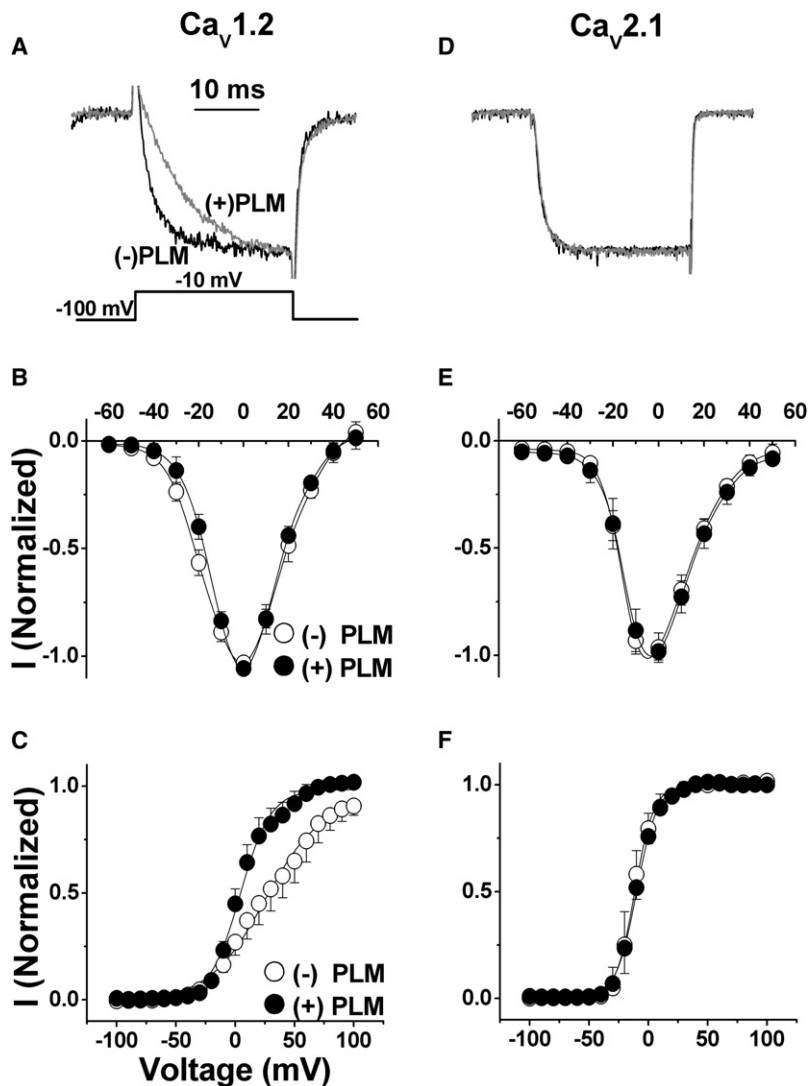 CaV1.2
CaV2.1
A
D
10 ms
(+)PLM
(-)PLM
-10 mV
-100 mV
B
E
-60 -40 -20 0 20 40 60
-60 -40 -20 0 20 40 60
0.0
-0.5
-1.0
0.0
-0.5
-1.0
I (Normalized)
(-) PLM
(+) PLM
C
F
1.0
0.5
0.0
1.0
0.5
0.0
I (Normalized)
(-) PLM
(+) PLM
-100 -50 0 50 100
-100 -50 0 50 100
Voltage (mV)